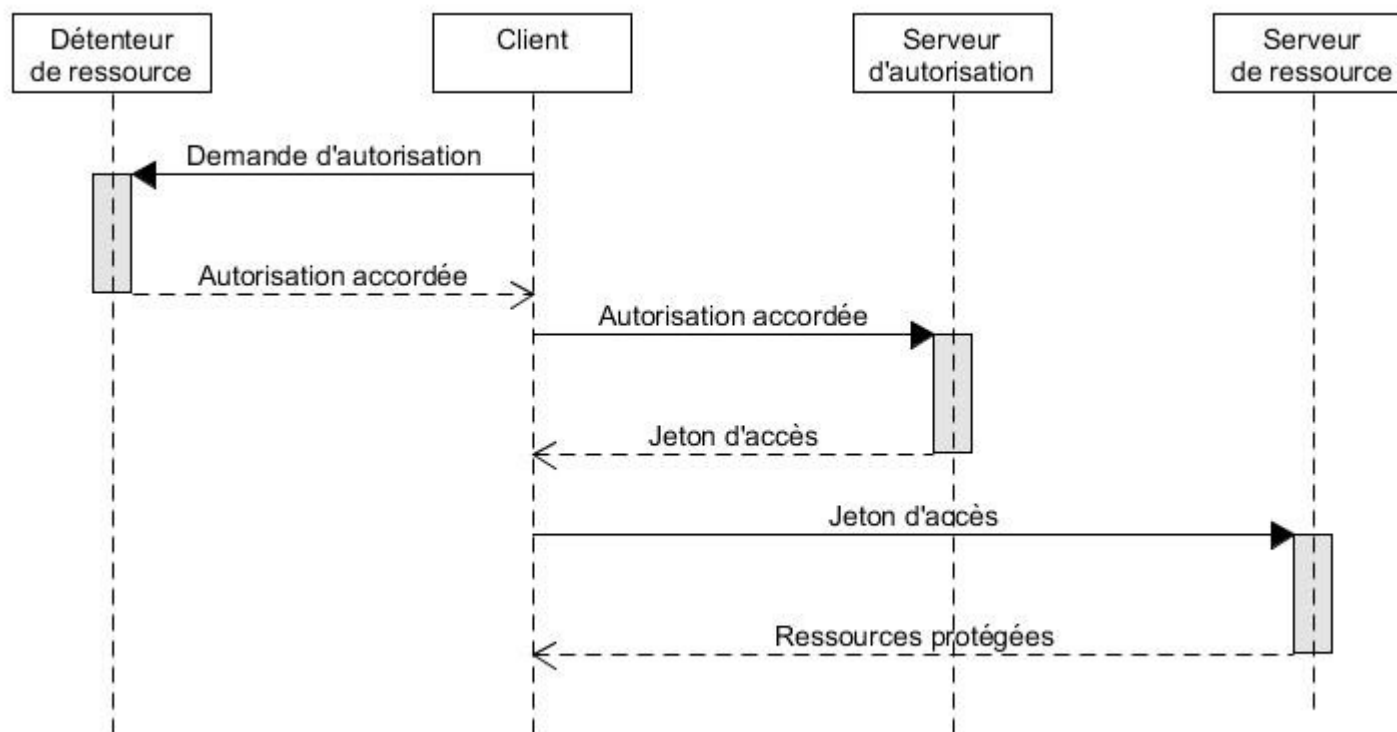 Détenteur
de ressource
Client
Serveur
d'autorisation
Serveur
de ressource
Demande d'autorisation
Autorisation accordée
Autorisation accordée
Jeton d'accès
Jeton d'accès
Ressources protégées